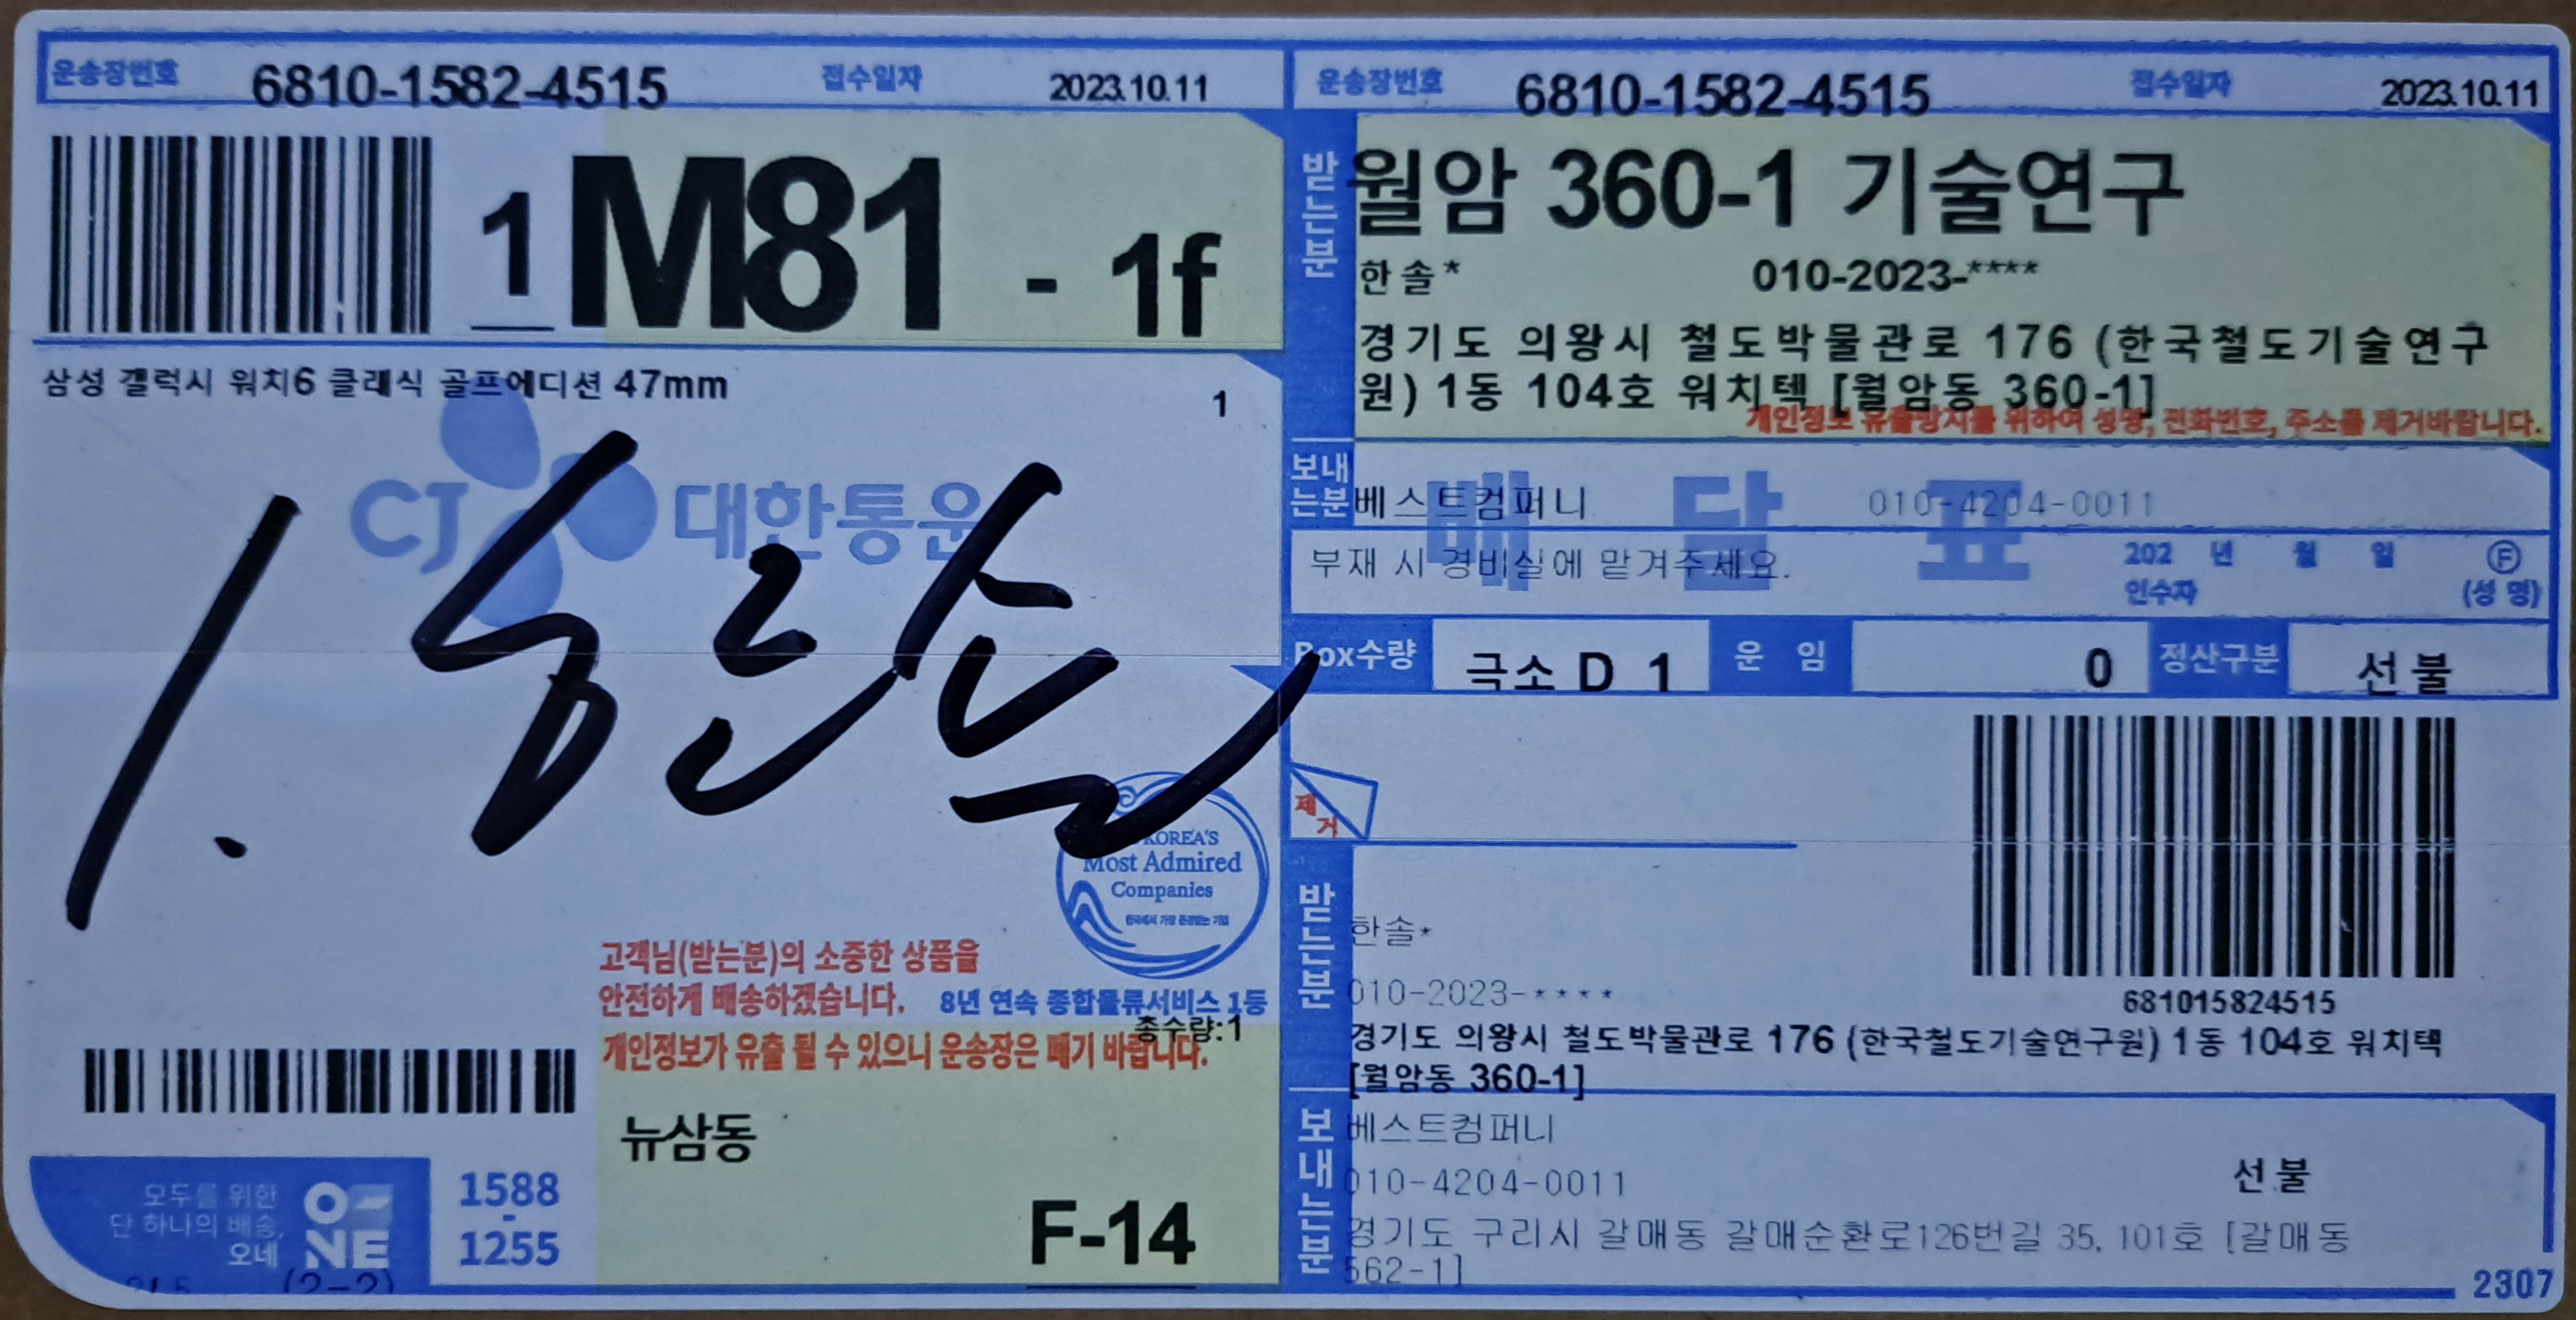 운송장번호 6810-1582-4515 접수일자 2023.10.11
1 M81 - 1f
삼성 갤럭시 워치6 클래식 골프에디션 47mm 1
CJ 대한통운
1.
KOREA'S
Most Admired
Companies
한국에서 가장 존경받는 기업
고객님(받는분)의 소중한 상품을
안전하게 배송하겠습니다. 8년 연속 종합물류서비스 1등
총수량:1
개인정보가 유출 될 수 있으니 운송장은 폐기 바랍니다.
뉴삼동
F-14
모두를 위한
단 하나의 배송,
오네
ONE
1588
-
1255
(2-2)
운송장번호 6810-1582-4515 접수일자 2023.10.11
받는분
월암 360-1 기술연구
한솔* 010-2023-****
경기도 의왕시 철도박물관로 176 (한국철도기술연구
원) 1동 104호 워치텍 [월암동 360-1]
개인정보 유출방지를 위하여 성명, 전화번호, 주소를 제거바랍니다.
보내는분
베스트컴퍼니 010-4204-0011
배달표
부재 시 경비실에 맡겨주세요. 202 년 월 일 F
인수자 (성 명)
Box수량 극소 D 1 운 임 0 정산구분 선불
제거
681015824515
받는분
한솔*
010-2023-****
경기도 의왕시 철도박물관로 176 (한국철도기술연구원) 1동 104호 워치텍
[월암동 360-1]
보내는분
베스트컴퍼니
010-4204-0011 선불
경기도 구리시 갈매동 갈매순환로126번길 35, 101호 [갈매동
562-1]
2307